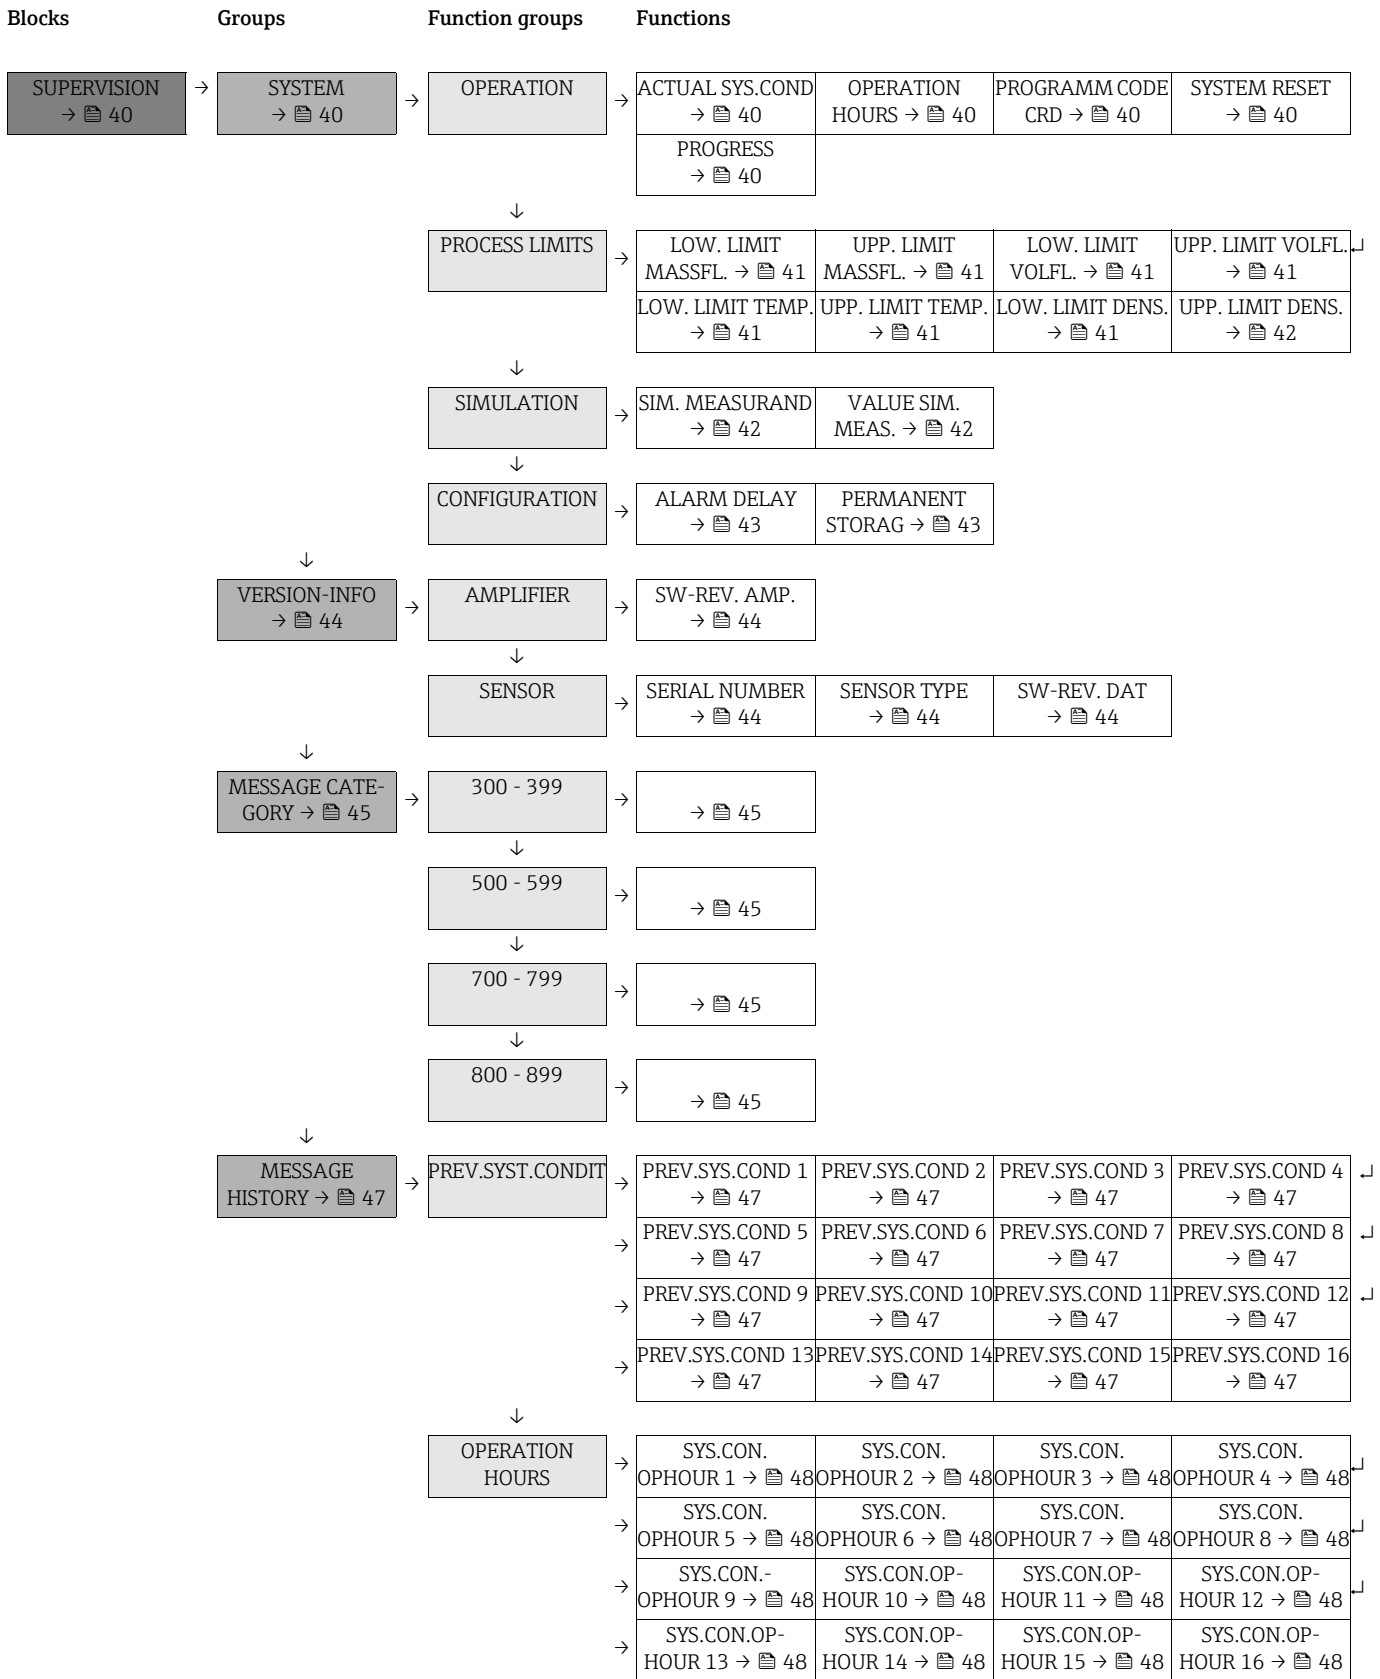 Blocks Groups Function groups Functions
SUPERVISION → SYSTEM → OPERATION → ACTUAL SYS.COND OPERATION PROGRAMM CODE SYSTEM RESET
→ 🖺 40 → 🖺 40 → 🖺 40 HOURS → 🖺 40 CRD → 🖺 40 → 🖺 40
PROGRESS
→ 🖺 40
↓
PROCESS LIMITS → LOW. LIMIT UPP. LIMIT LOW. LIMIT UPP. LIMIT VOLFL. ↵
MASSFL. → 🖺 41 MASSFL. → 🖺 41 VOLFL. → 🖺 41 → 🖺 41
LOW. LIMIT TEMP. UPP. LIMIT TEMP. LOW. LIMIT DENS. UPP. LIMIT DENS.
→ 🖺 41 → 🖺 41 → 🖺 41 → 🖺 42
↓
SIMULATION → SIM. MEASURAND VALUE SIM.
→ 🖺 42 MEAS. → 🖺 42
↓
CONFIGURATION → ALARM DELAY PERMANENT
→ 🖺 43 STORAG → 🖺 43
↓
VERSION-INFO → AMPLIFIER → SW-REV. AMP.
→ 🖺 44 → 🖺 44
↓
SENSOR → SERIAL NUMBER SENSOR TYPE SW-REV. DAT
→ 🖺 44 → 🖺 44 → 🖺 44
↓
MESSAGE CATE- → 300 - 399 →
GORY → 🖺 45 → 🖺 45
↓
500 - 599 →
→ 🖺 45
↓
700 - 799 →
→ 🖺 45
↓
800 - 899 →
→ 🖺 45
↓
MESSAGE → PREV.SYST.CONDIT → PREV.SYS.COND 1 PREV.SYS.COND 2 PREV.SYS.COND 3 PREV.SYS.COND 4 ↵
HISTORY → 🖺 47 → 🖺 47 → 🖺 47 → 🖺 47 → 🖺 47
→ PREV.SYS.COND 5 PREV.SYS.COND 6 PREV.SYS.COND 7 PREV.SYS.COND 8 ↵
→ 🖺 47 → 🖺 47 → 🖺 47 → 🖺 47
→ PREV.SYS.COND 9 PREV.SYS.COND 10 PREV.SYS.COND 11 PREV.SYS.COND 12 ↵
→ 🖺 47 → 🖺 47 → 🖺 47 → 🖺 47
→ PREV.SYS.COND 13 PREV.SYS.COND 14 PREV.SYS.COND 15 PREV.SYS.COND 16
→ 🖺 47 → 🖺 47 → 🖺 47 → 🖺 47
↓
OPERATION → SYS.CON. SYS.CON. SYS.CON. SYS.CON. ↵
HOURS OPHOUR 1 → 🖺 48 OPHOUR 2 → 🖺 48 OPHOUR 3 → 🖺 48 OPHOUR 4 → 🖺 48
→ SYS.CON. SYS.CON. SYS.CON. SYS.CON. ↵
OPHOUR 5 → 🖺 48 OPHOUR 6 → 🖺 48 OPHOUR 7 → 🖺 48 OPHOUR 8 → 🖺 48
→ SYS.CON.- SYS.CON.OP- SYS.CON.OP- SYS.CON.OP- ↵
OPHOUR 9 → 🖺 48 HOUR 10 → 🖺 48 HOUR 11 → 🖺 48 HOUR 12 → 🖺 48
→ SYS.CON.OP- SYS.CON.OP- SYS.CON.OP- SYS.CON.OP-
HOUR 13 → 🖺 48 HOUR 14 → 🖺 48 HOUR 15 → 🖺 48 HOUR 16 → 🖺 48